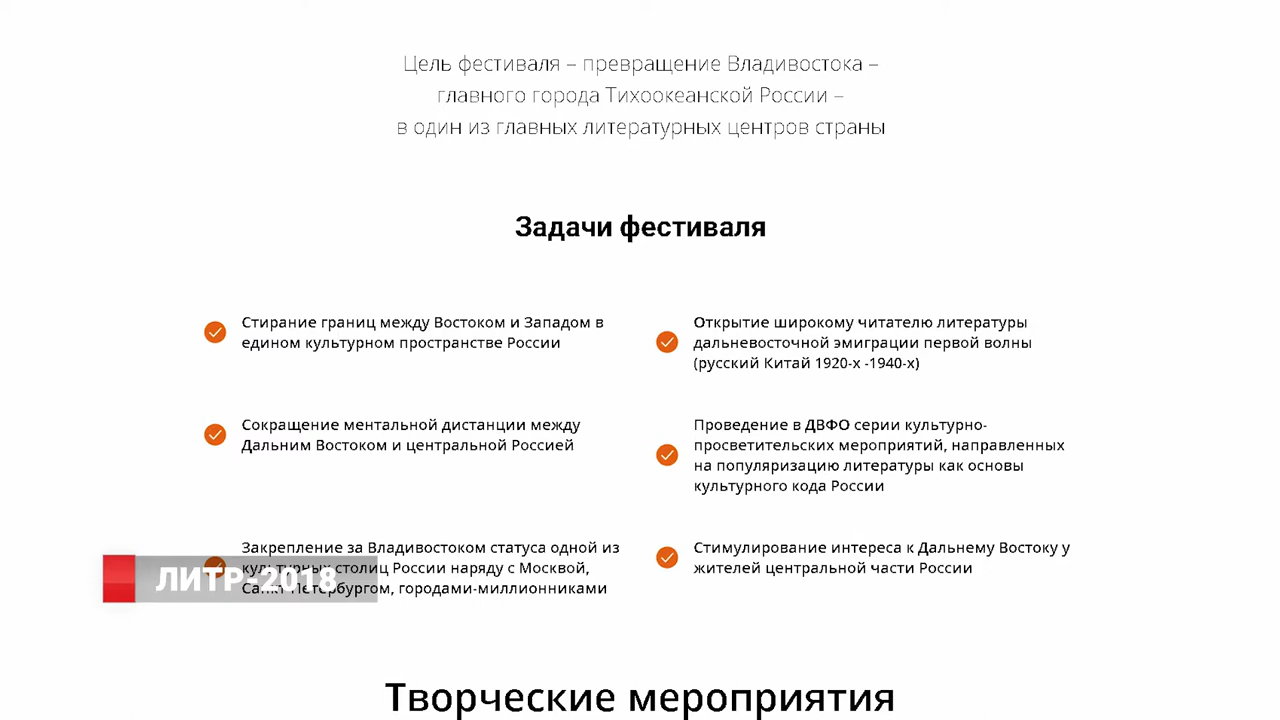 Цель фестиваля – превращение Владивостока –
главного города Тихоокеанской России –
в один из главных литературных центров страны
Задачи фестиваля
Стирание границ между Востоком и Западом в
едином культурном пространстве России
Открытие широкому читателю литературы
дальневосточной эмиграции первой волны
(русский Китай 1920-х -1940-х)
Сокращение ментальной дистанции между
Дальним Востоком и центральной Россией
Проведение в ДВФО серии культурно-
просветительских мероприятий, направленных
на популяризацию литературы как основы
культурного кода России
Закрепление за Владивостоком статуса одной из
культурных столиц России наряду с Москвой,
Санкт-Петербургом, городами-миллионниками
Стимулирование интереса к Дальнему Востоку у
жителей центральной части России
ЛИТР-2018
Творческие мероприятия